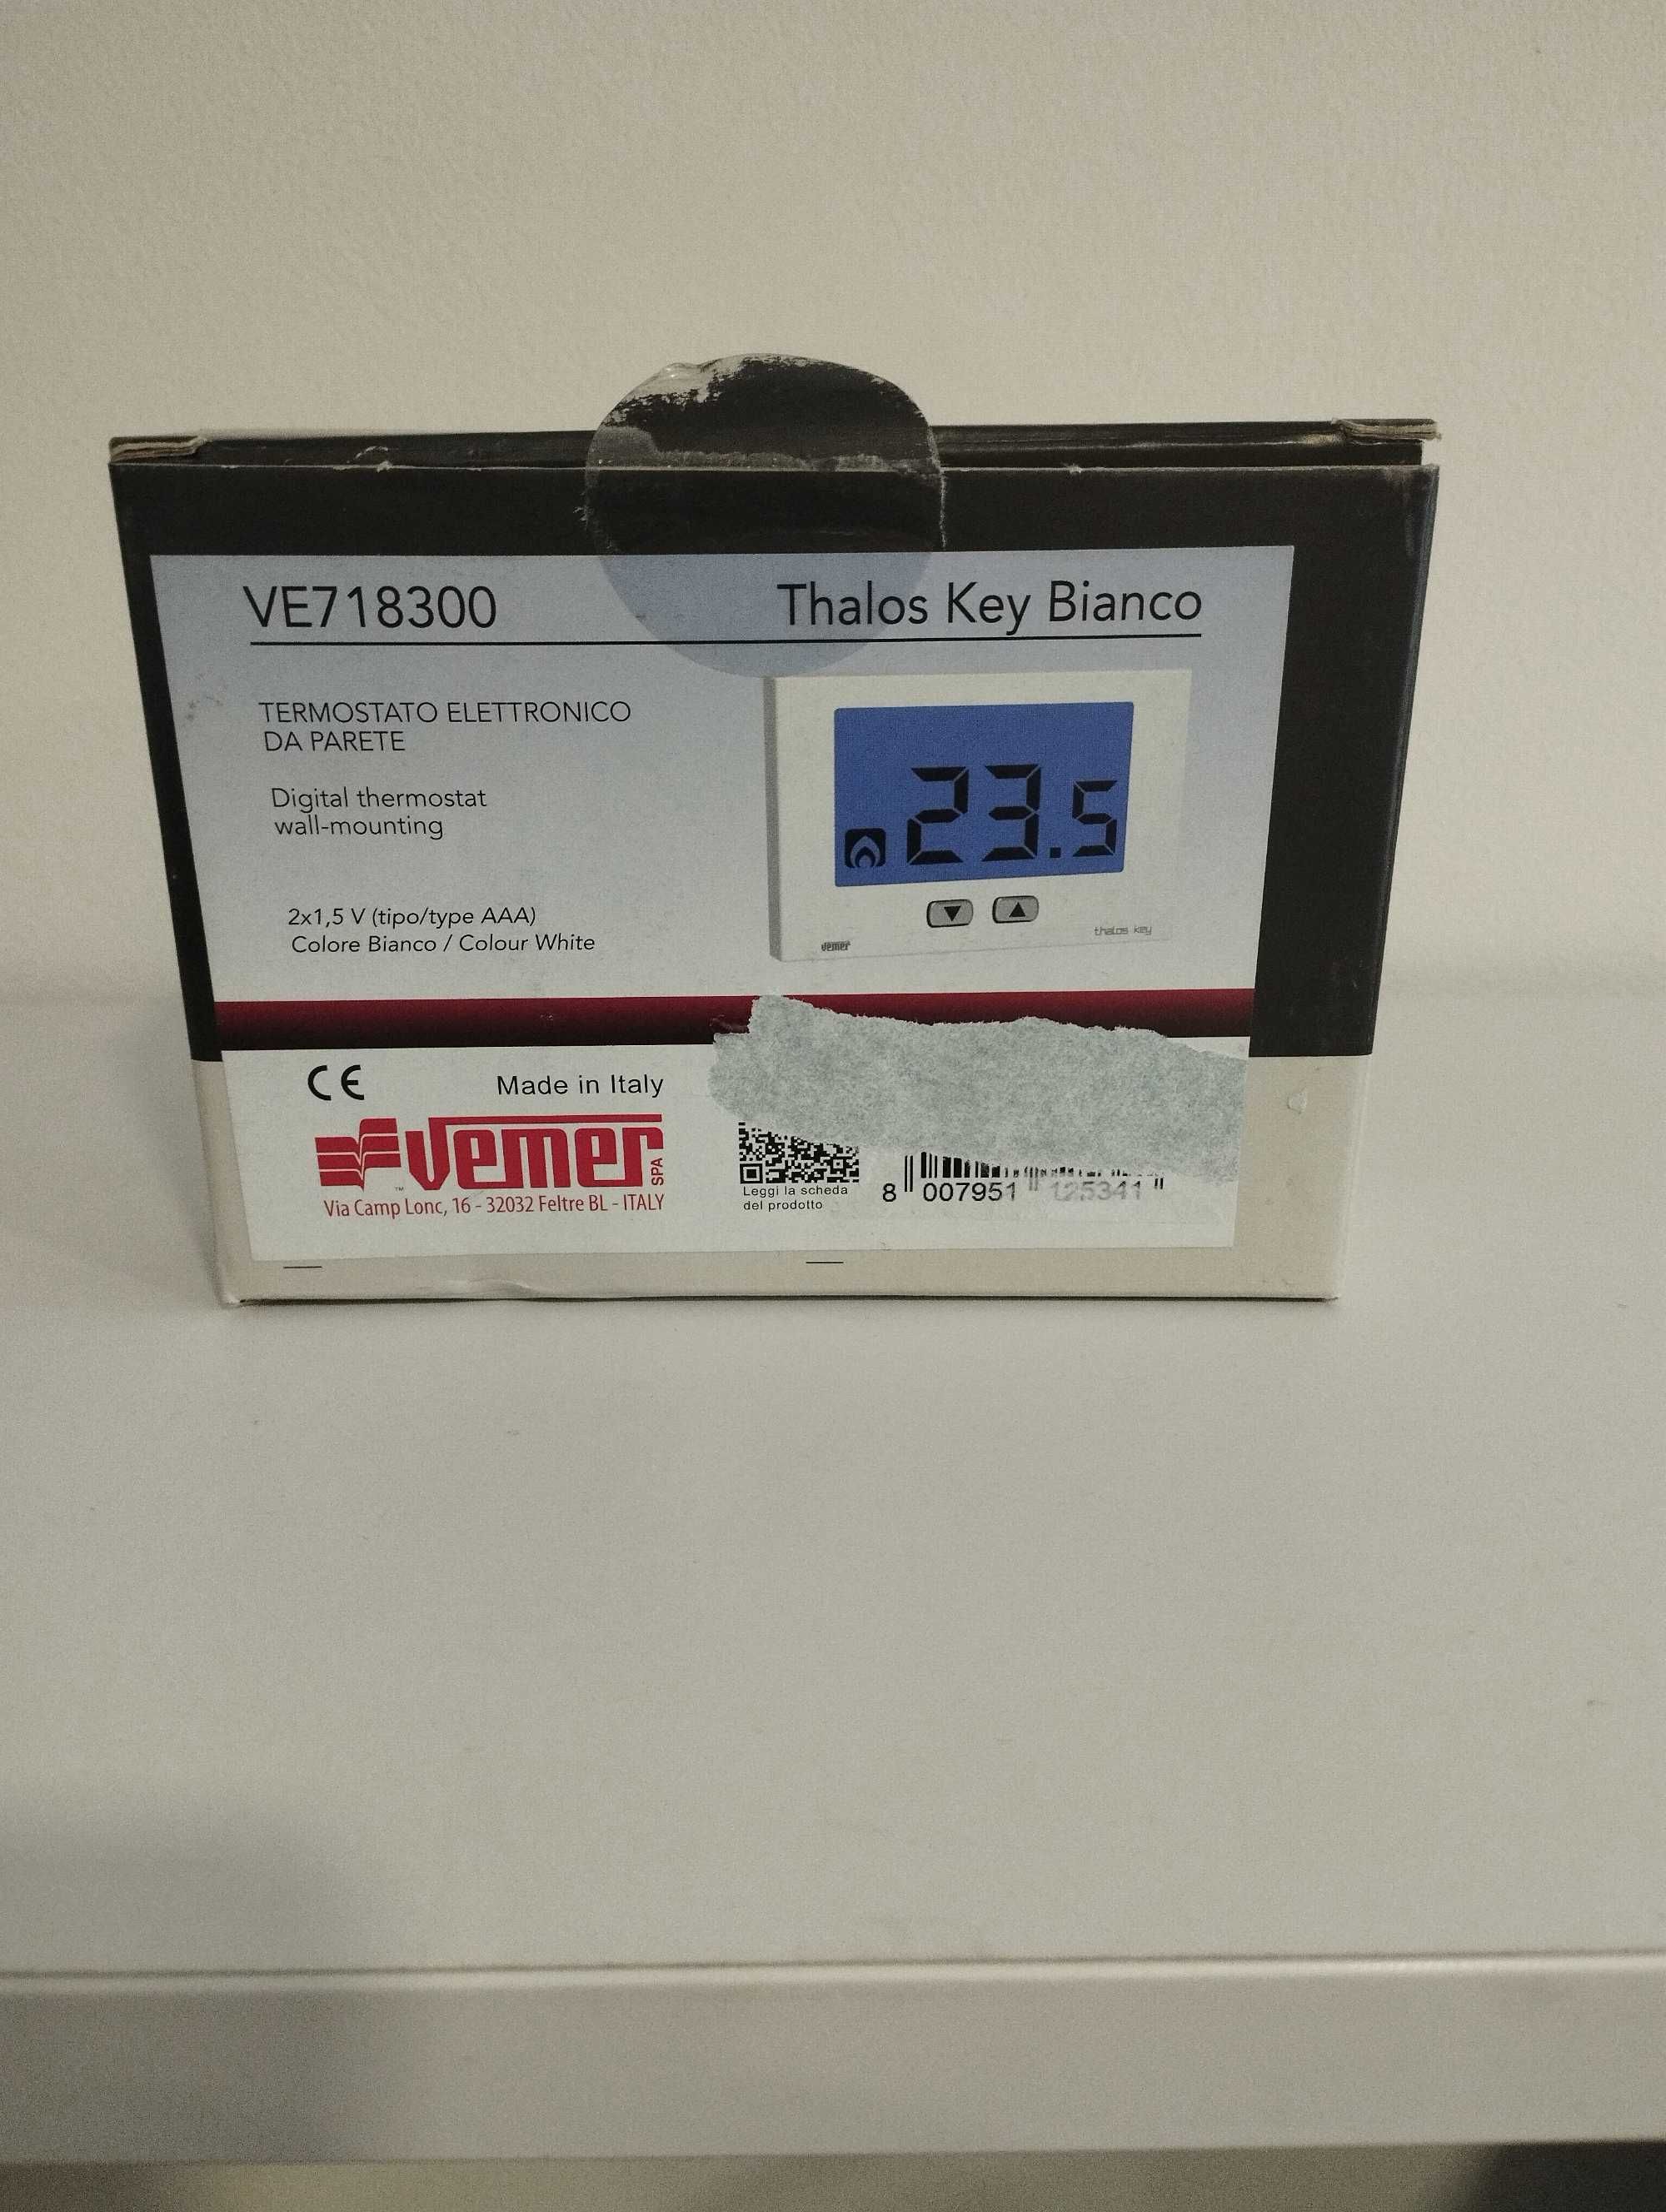 VE718300 Thalos Key Bianco
TERMOSTATO ELETTRONICO
DA PARETE
Digital thermostat
wall-mounting
2x1,5 V (tipo/type AAA)
Colore Bianco / Colour White
23.5
vemer thalos key
CE
Made in Italy
vemer SPA
™
Via Camp Lonc, 16 - 32032 Feltre BL - ITALY
Leggi la scheda
del prodotto
8 007951 125341